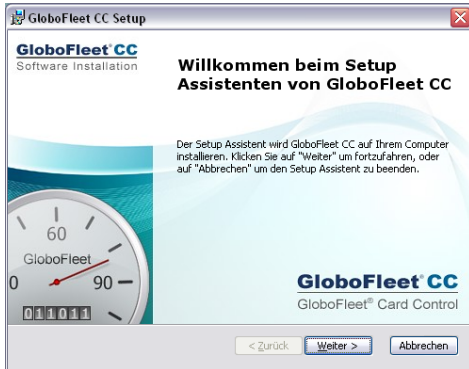 GloboFleet CC Setup
GloboFleet® CC
Software Installation
Willkommen beim Setup
Assistenten von GloboFleet CC
Der Setup Assistent wird GloboFleet CC auf Ihrem Computer
installieren. Klicken Sie auf "Weiter" um fortzufahren, oder
auf "Abbrechen" um den Setup Assistent zu beenden.
60
GloboFleet
0
90
011011
GloboFleet® CC
GloboFleet® Card Control
< Zurück
Weiter >
Abbrechen